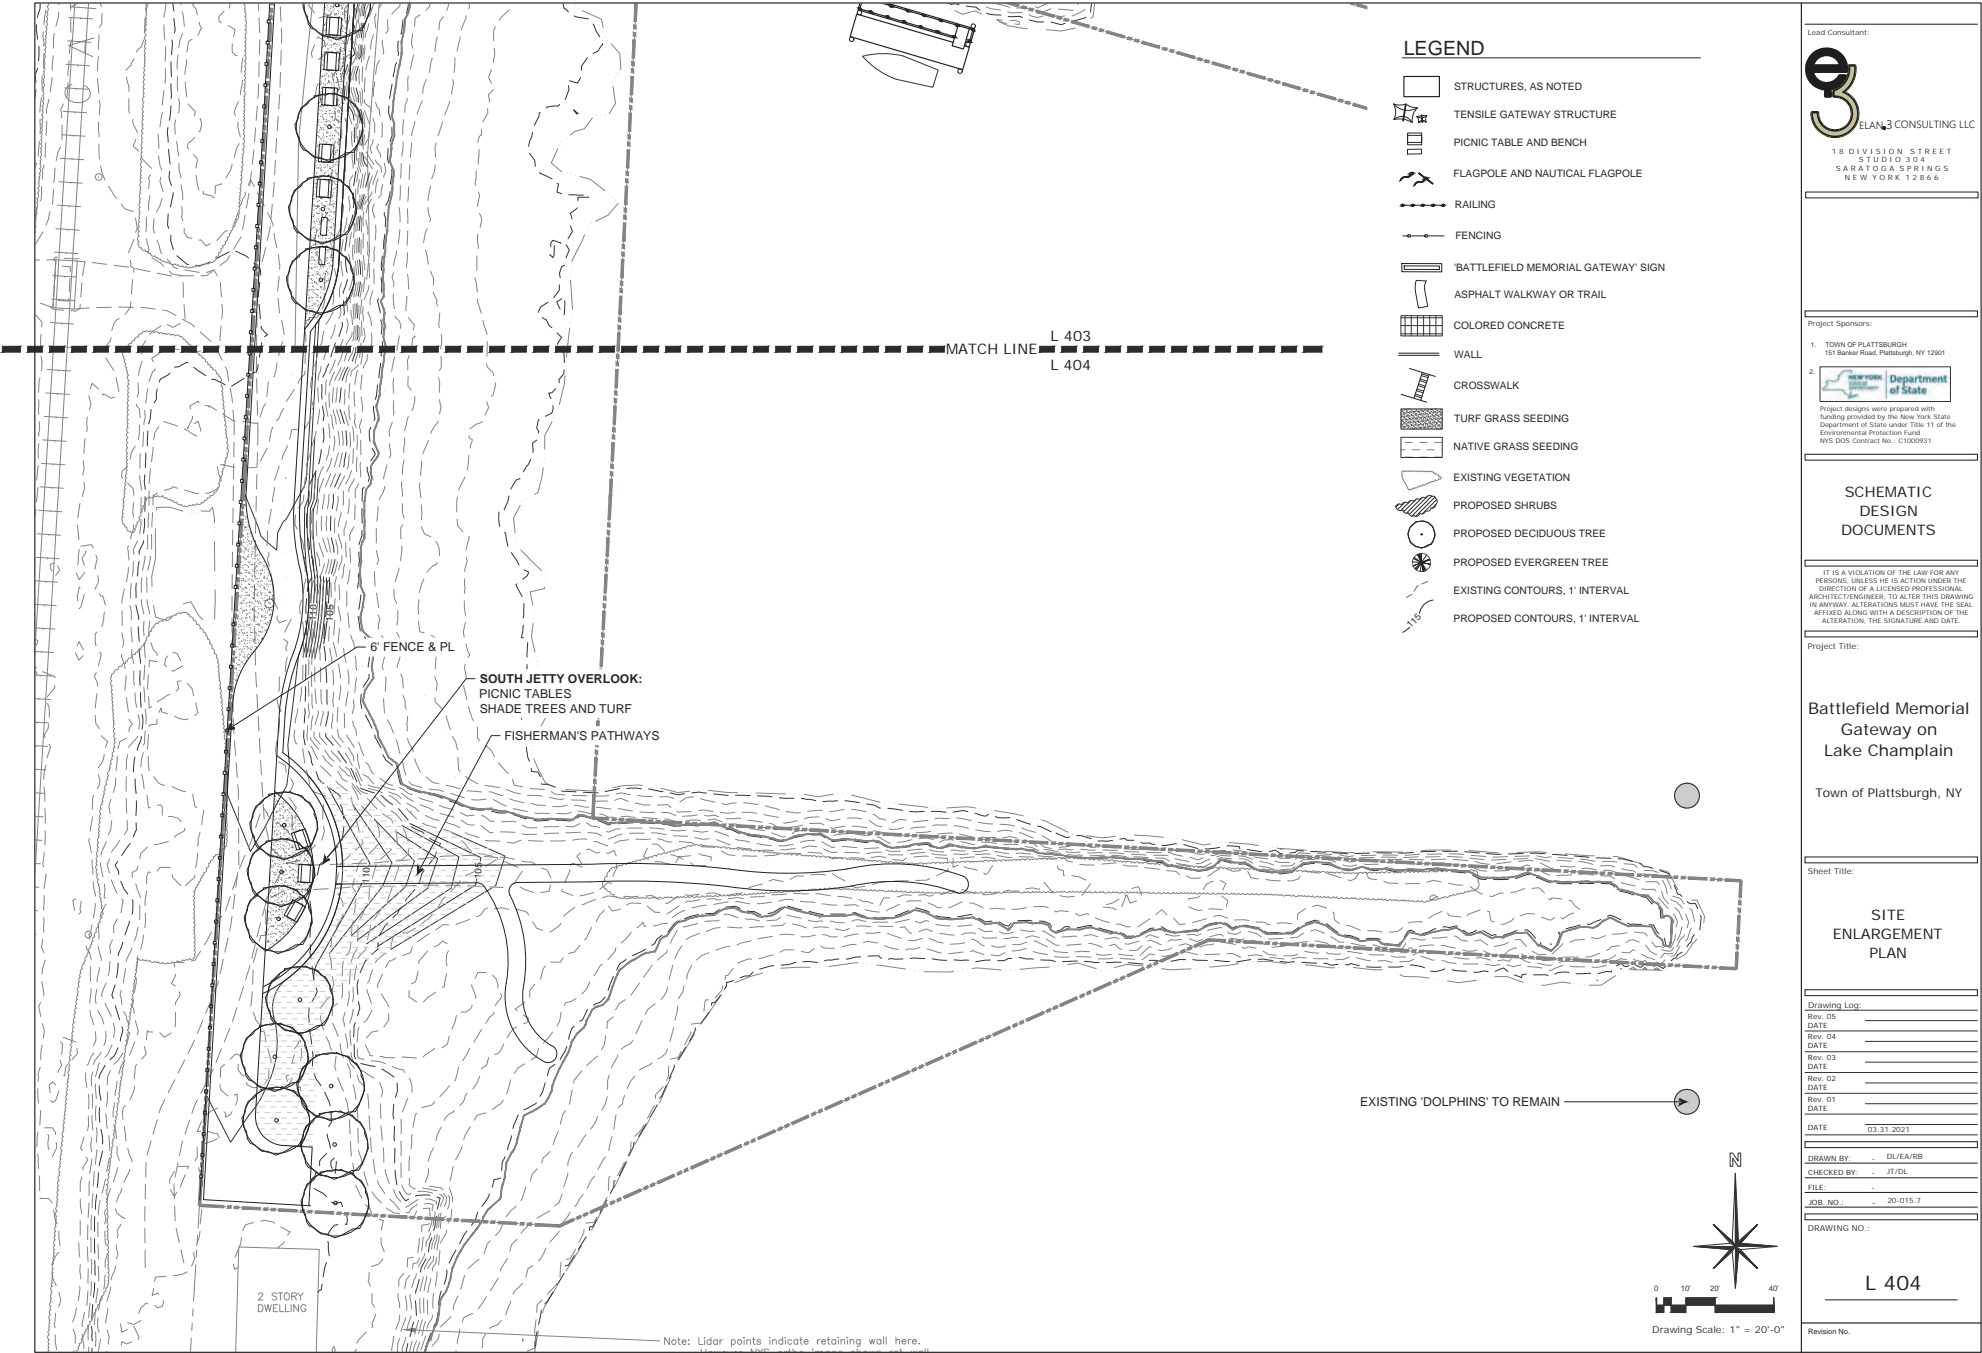 LEGEND
STRUCTURES, AS NOTED
TENSILE GATEWAY STRUCTURE
PICNIC TABLE AND BENCH
FLAGPOLE AND NAUTICAL FLAGPOLE
RAILING
FENCING
'BATTLEFIELD MEMORIAL GATEWAY' SIGN
ASPHALT WALKWAY OR TRAIL
COLORED CONCRETE
WALL
CROSSWALK
TURF GRASS SEEDING
NATIVE GRASS SEEDING
EXISTING VEGETATION
PROPOSED SHRUBS
PROPOSED DECIDUOUS TREE
PROPOSED EVERGREEN TREE
EXISTING CONTOURS, 1' INTERVAL
115
PROPOSED CONTOURS, 1' INTERVAL
L 403
MATCH LINE
L 404
110
105
6' FENCE & PL
SOUTH JETTY OVERLOOK:
PICNIC TABLES
SHADE TREES AND TURF
FISHERMAN'S PATHWAYS
105
EXISTING 'DOLPHINS' TO REMAIN
2 STORY
DWELLING
Note: Lidar points indicate retaining wall here.
N
0 10' 20' 40'
Drawing Scale: 1" = 20'-0"
Lead Consultant:
e3
ELAN.3 CONSULTING LLC
18 DIVISION STREET
STUDIO 304
SARATOGA SPRINGS
NEW YORK 12866
Project Sponsors:
1. TOWN OF PLATTSBURGH
151 Banker Road, Plattsburgh, NY 12901
2.
NEW YORK
STATE OF
OPPORTUNITY
Department
of State
Project designs were prepared with
funding provided by the New York State
Department of State under Title 11 of the
Environmental Protection Fund
NYS DOS Contract No.: C1000931
SCHEMATIC
DESIGN
DOCUMENTS
IT IS A VIOLATION OF THE LAW FOR ANY
PERSONS, UNLESS HE IS ACTION UNDER THE
DIRECTION OF A LICENSED PROFESSIONAL
ARCHITECT/ENGINEER, TO ALTER THIS DRAWING
IN ANYWAY. ALTERATIONS MUST HAVE THE SEAL
AFFIXED ALONG WITH A DESCRIPTION OF THE
ALTERATION, THE SIGNATURE AND DATE.
Project Title:
Battlefield Memorial
Gateway on
Lake Champlain
Town of Plattsburgh, NY
Sheet Title:
SITE
ENLARGEMENT
PLAN
Drawing Log:
Rev. 05
DATE
Rev. 04
DATE
Rev. 03
DATE
Rev. 02
DATE
Rev. 01
DATE
DATE 03.31.2021
DRAWN BY: - DL/EA/RB
CHECKED BY: - JT/DL
FILE: -
JOB. NO.: - 20-015.7
DRAWING NO.:
L 404
Revision No.